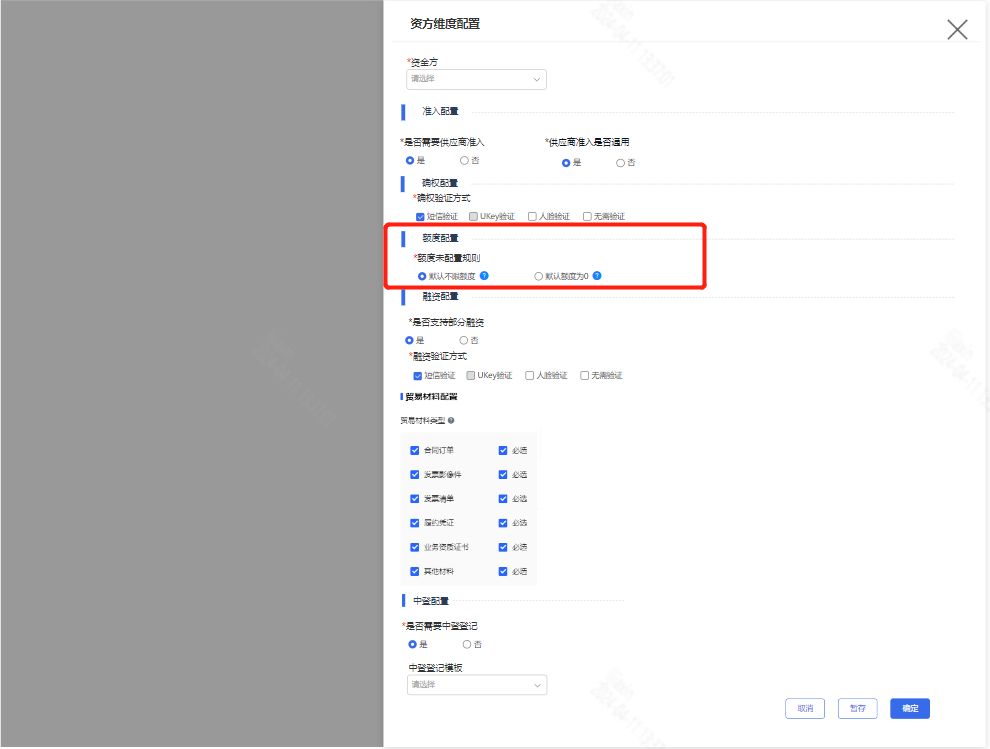 资方维度配置
*资金方
请选择
准入配置
*是否需要供应商准入 *供应商准入是否通用
是 否 是 否
确权配置
*确权验证方式
短信验证 UKey验证 人脸验证 无需验证
额度配置
*额度未配置规则
默认不限额度 ? 默认额度为0 ?
融资配置
*是否支持部分融资
是 否
*融资验证方式
短信验证 UKey验证 人脸验证 无需验证
贸易材料配置
贸易材料类型 ?
合同订单 必选
发票影像件 必选
发票清单 必选
履约凭证 必选
业务资质证书 必选
其他材料 必选
中登配置
*是否需要中登登记
是 否
中登登记模板
请选择
取消 暂存 确定